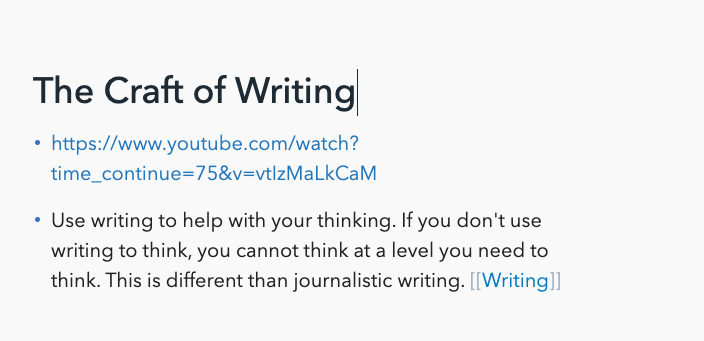 The Craft of Writing
• https://www.youtube.com/watch?
time_continue=75&v=vtIzMaLkCaM
• Use writing to help with your thinking. If you don't use
writing to think, you cannot think at a level you need to
think. This is different than journalistic writing. [[Writing]]